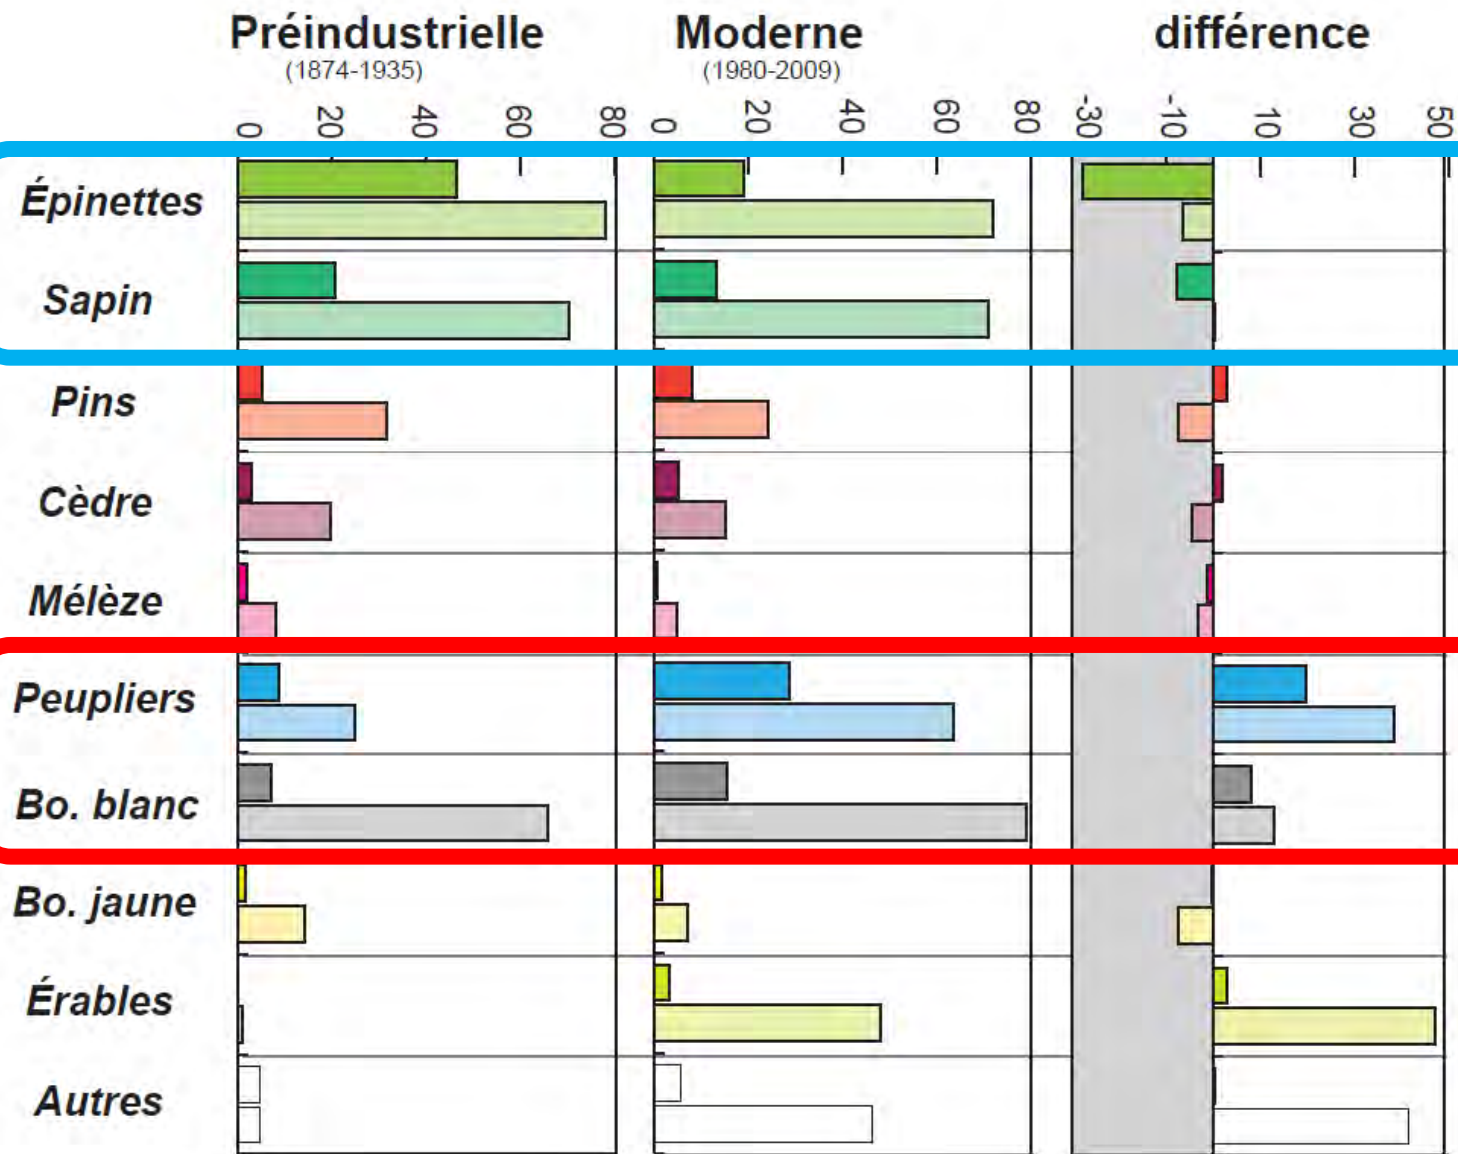 Préindustrielle Moderne différence
(1874-1935) (1980-2009)
0 20 40 60 80 0 20 40 60 80 -30 -10 10 30 50
Épinettes
Sapin
Pins
Cèdre
Mélèze
Peupliers
Bo. blanc
Bo. jaune
Érables
Autres